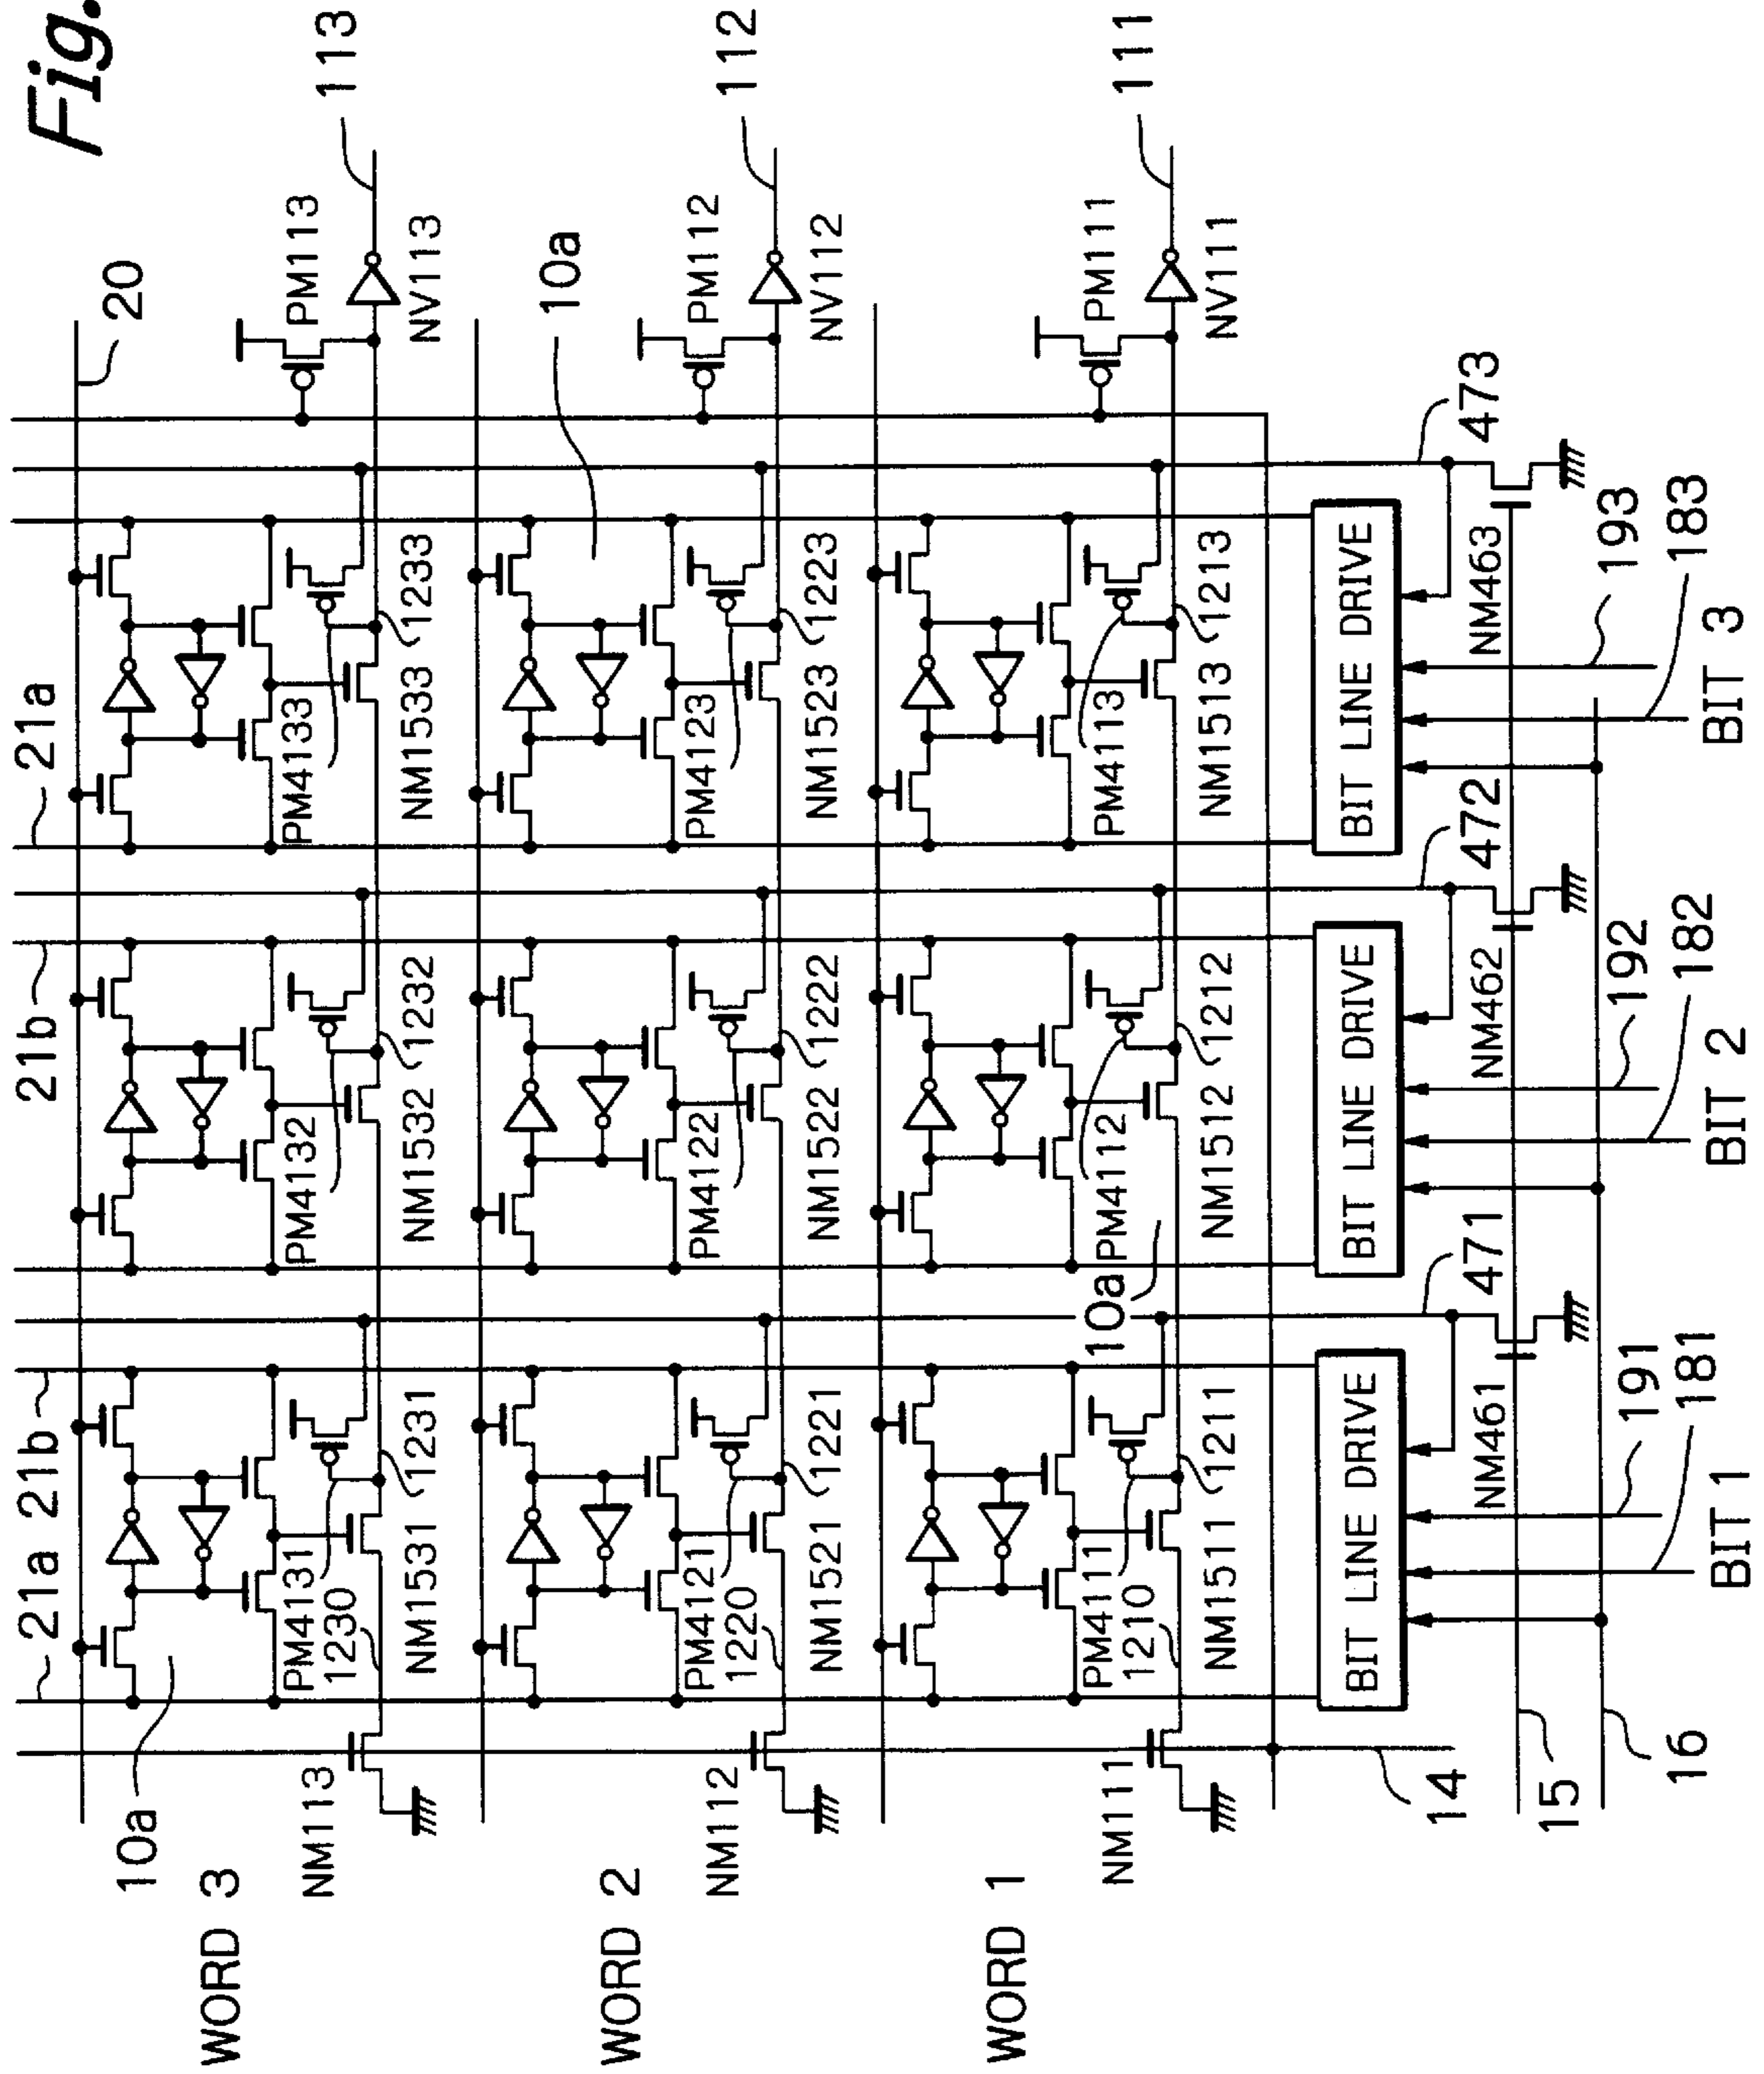 Fig.
20
21a
21b
21a 21b
10a
WORD 3
NM113
PM4131
1230
NM1531
1231
PM4132
NM1532
1232
PM4133
NM1533
1233
PM113
NV113
113
10a
WORD 2
NM112
PM4121
1220
NM1521
1221
PM4122
NM1522
1222
PM4123
NM1523
1223
PM112
NV112
112
WORD 1
NM111
PM4111
1210
NM1511
1211
10a
PM4112
NM1512
1212
PM4113
NM1513
1213
PM111
NV111
111
BIT LINE DRIVE
BIT LINE DRIVE
BIT LINE DRIVE
14
471
472
473
15
NM461
NM462
NM463
16
191
181
192
182
193
183
BIT 1
BIT 2
BIT 3